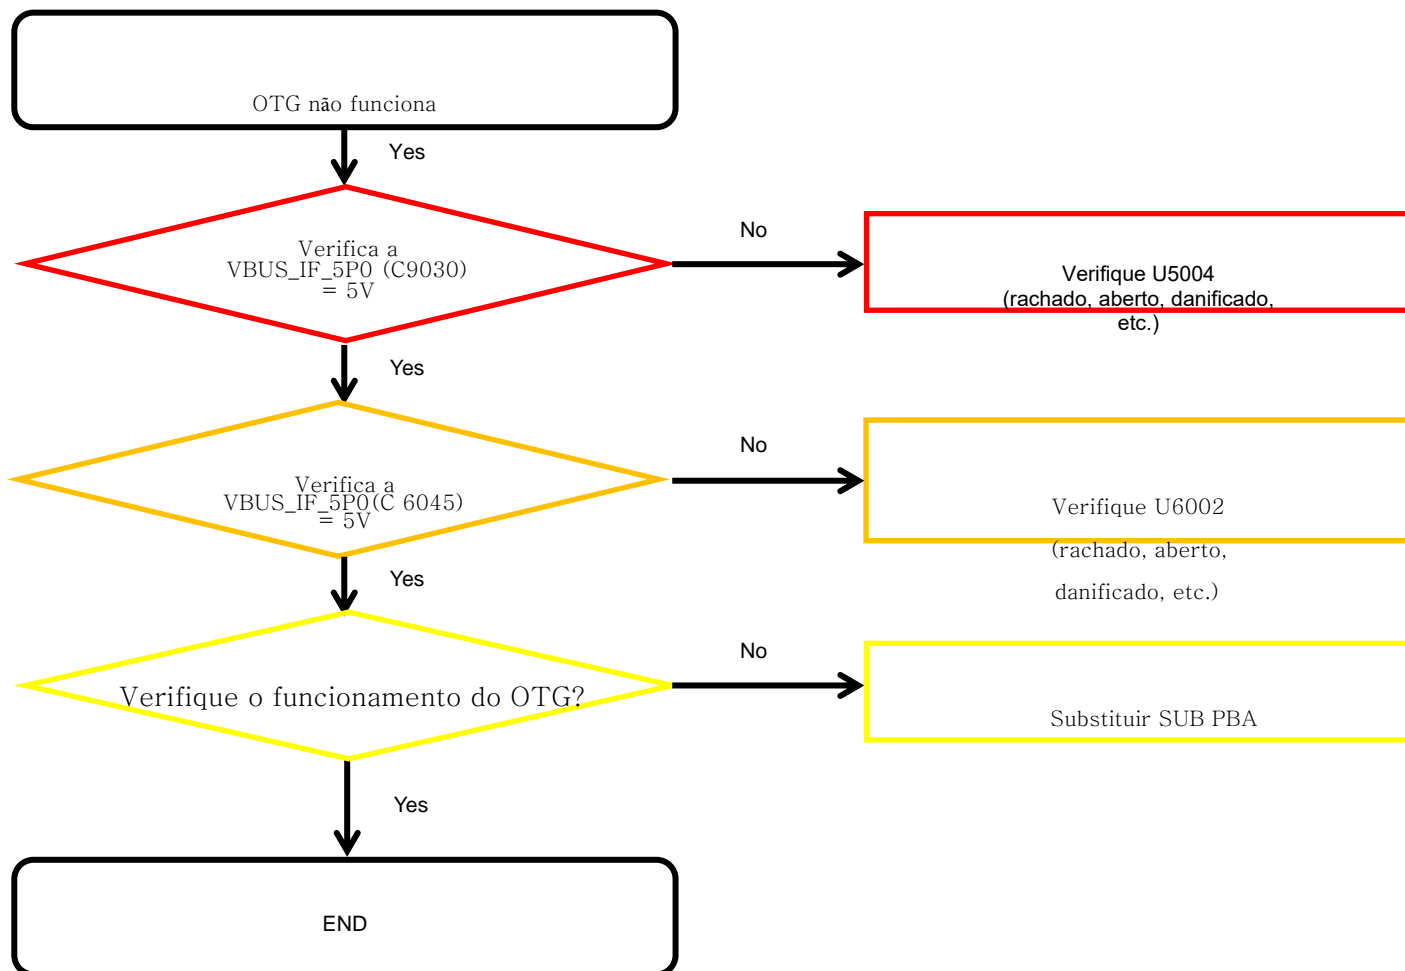 OTG não funciona
Yes
Verifica a
VBUS_IF_5P0 (C9030)
= 5V
No
Verifique U5004
(rachado, aberto, danificado,
etc.)
Yes
Verifica a
VBUS_IF_5P0(C 6045)
= 5V
No
Verifique U6002
(rachado, aberto,
danificado, etc.)
Yes
Verifique o funcionamento do OTG?
No
Substituir SUB PBA
Yes
END